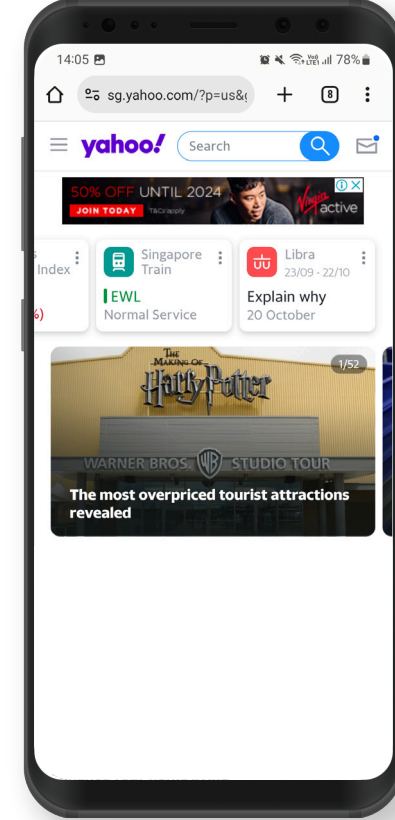 14:05
VoB LTE1 78%
sg.yahoo.com/?p=us&
+
8
yahoo!
Search
50% OFF UNTIL 2024
JOIN TODAY T&Cs apply
Virgin active
Index
%)
Singapore
Train
EWL
Normal Service
Libra
23/09 - 22/10
Explain why
20 October
THE
MAKING OF
Harry Potter
1/52
WARNER BROS. WB STUDIO TOUR
The most overpriced tourist attractions
revealed